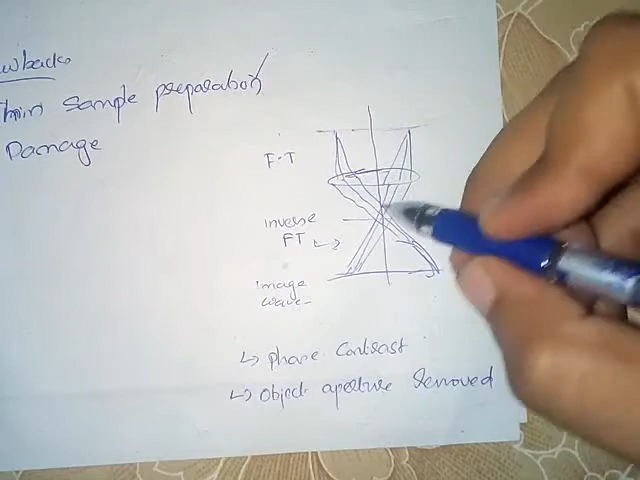 wbacks
Thin Sample preparation
Damage
F.T
inverse
FT
image
wave
↳ phase Contrast
↳ Object aperture removed